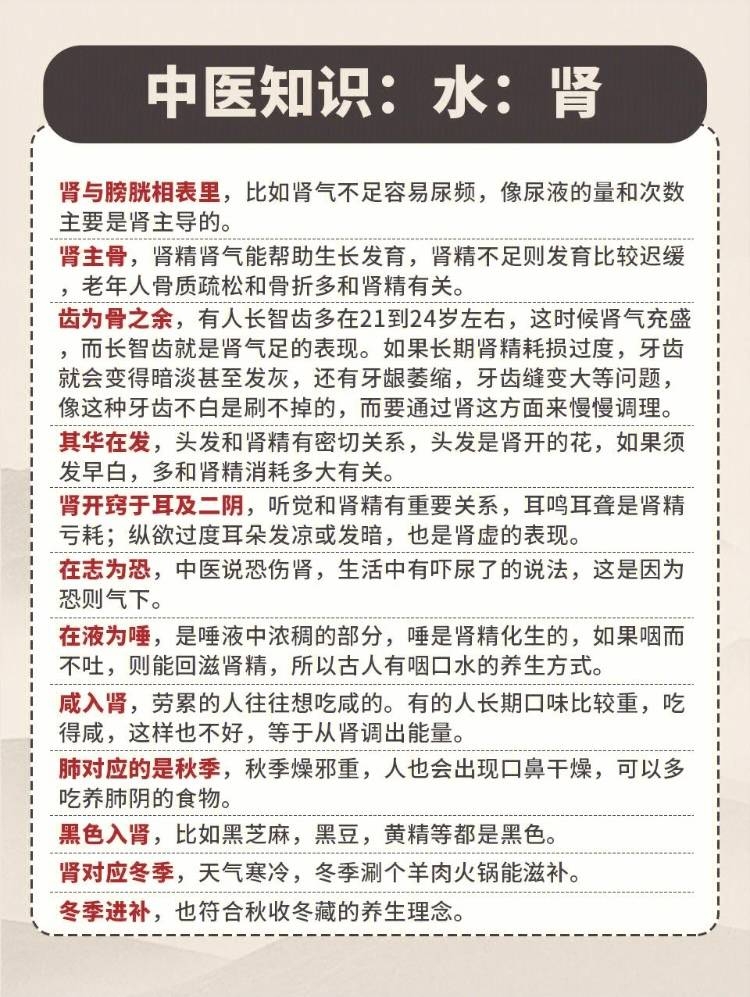 中医知识：水：肾
肾与膀胱相表里，比如肾气不足容易尿频，像尿液的量和次数
主要是肾主导的。
肾主骨，肾精肾气能帮助生长发育，肾精不足则发育比较迟缓
，老年人骨质疏松和骨折多和肾精有关。
齿为骨之余，有人长智齿多在21到24岁左右，这时候肾气充盛
，而长智齿就是肾气足的表现。如果长期肾精耗损过度，牙齿
就会变得暗淡甚至发灰，还有牙龈萎缩，牙齿缝变大等问题，
像这种牙齿不白是刷不掉的，而要通过肾这方面来慢慢调理。
其华在发，头发和肾精有密切关系，头发是肾开的花，如果须
发早白，多和肾精消耗多大有关。
肾开窍于耳及二阴，听觉和肾精有重要关系，耳鸣耳聋是肾精
亏耗；纵欲过度耳朵发凉或发暗，也是肾虚的表现。
在志为恐，中医说恐伤肾，生活中有吓尿了的说法，这是因为
恐则气下。
在液为唾，是唾液中浓稠的部分，唾是肾精化生的，如果咽而
不吐，则能回滋肾精，所以古人有咽口水的养生方式。
咸入肾，劳累的人往往想吃咸的。有的人长期口味比较重，吃
得咸，这样也不好，等于从肾调出能量。
肺对应的是秋季，秋季燥邪重，人也会出现口鼻干燥，可以多
吃养肺阴的食物。
黑色入肾，比如黑芝麻，黑豆，黄精等都是黑色。
肾对应冬季，天气寒冷，冬季涮个羊肉火锅能滋补。
冬季进补，也符合秋收冬藏的养生理念。